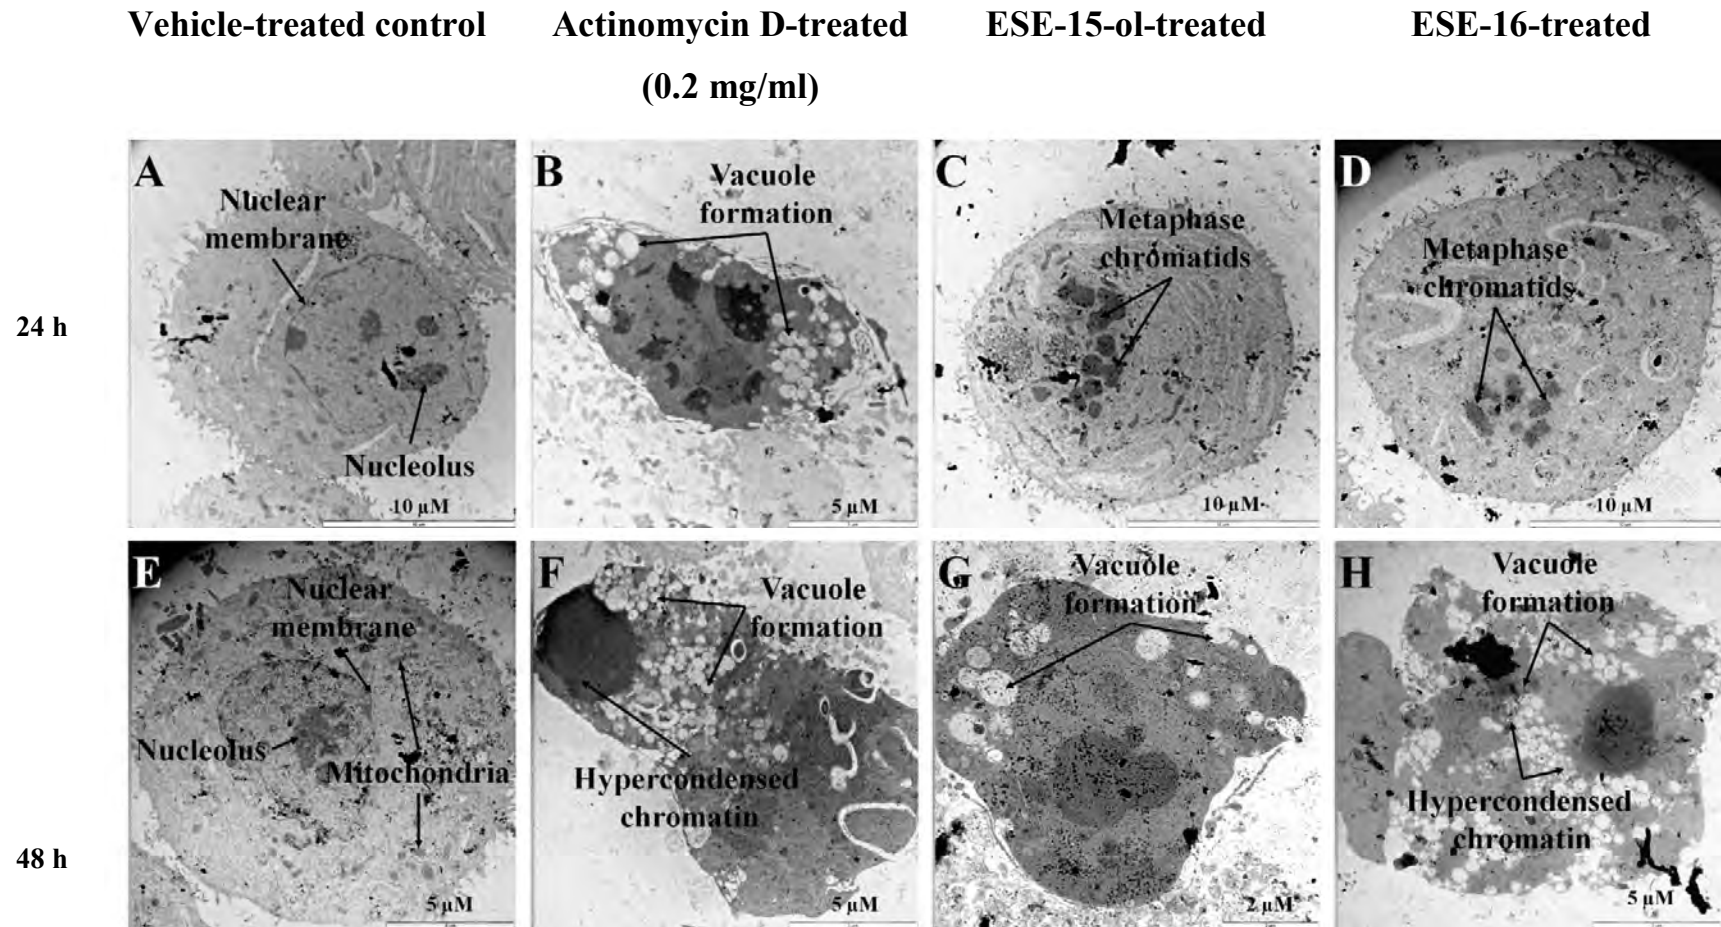 Vehicle-treated control
Actinomycin D-treated
(0.2 mg/ml)
ESE-15-ol-treated
ESE-16-treated
24 h
A
Nuclear
membrane
Nucleolus
10 µM
B
Vacuole
formation
5 µM
C
Metaphase
chromatids
10 µM
D
Metaphase
chromatids
10 µM
48 h
E
Nuclear
membrane
Nucleolus
Mitochondria
5 µM
F
Vacuole
formation
Hypercondensed
chromatin
5 µM
G
Vacuole
formation
2 µM
H
Vacuole
formation
Hypercondensed
chromatin
5 µM